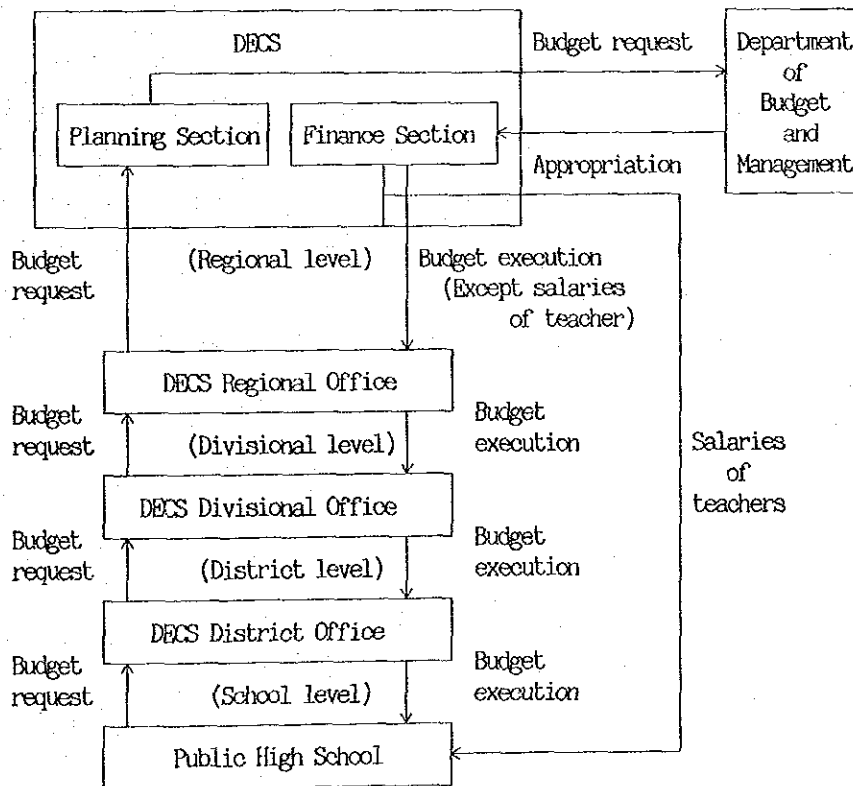 DECS
Budget request
Department
of
Budget
and
Management
Planning Section
Finance Section
Appropriation
Budget
request
(Regional level)
Budget execution
(Except salaries
of teacher)
DECS Regional Office
Budget
request
(Divisional level)
Budget
execution
Salaries
of
teachers
DECS Divisional Office
Budget
request
(District level)
Budget
execution
DECS District Office
Budget
request
(School level)
Budget
execution
Public High School